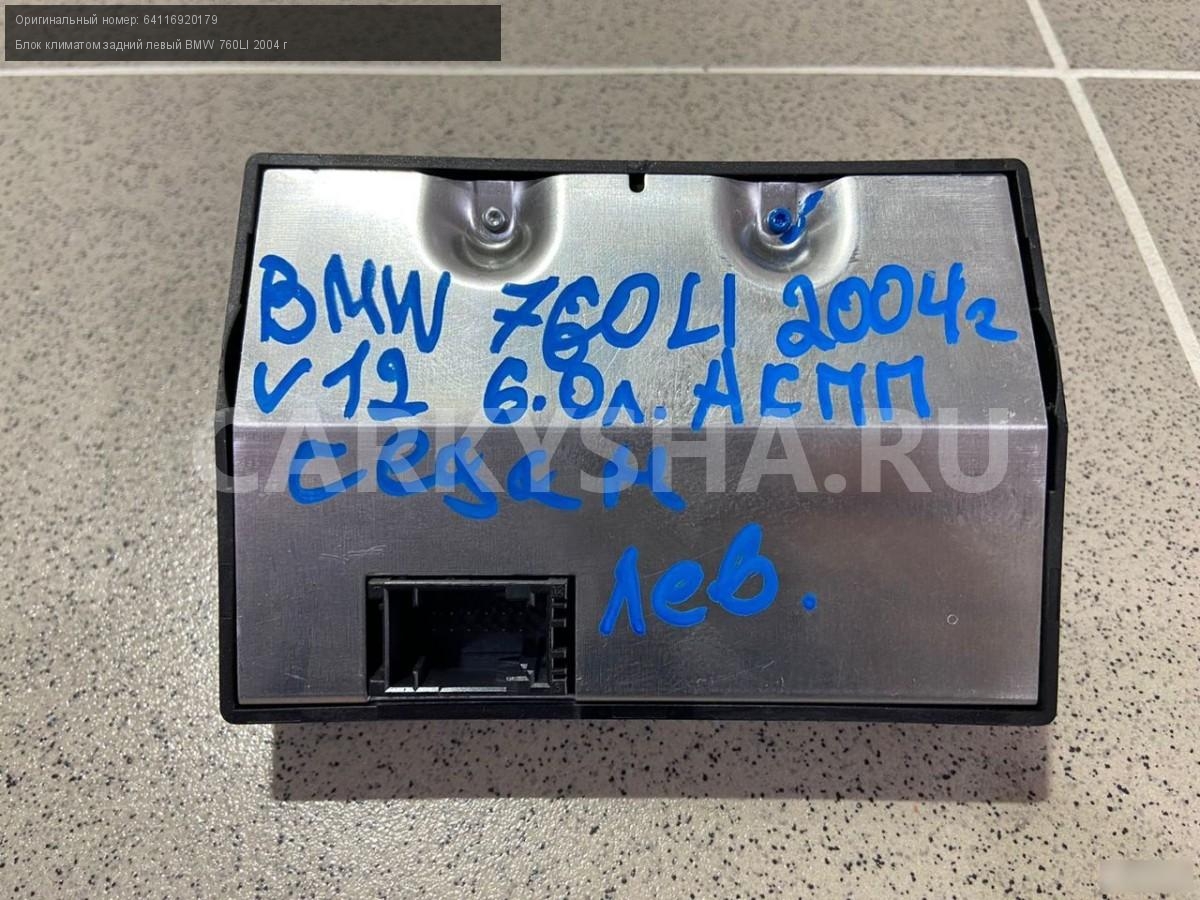 Оригинальный номер: 64116920179
Блок климатом задний левый BMW 760LI 2004 г
BMW 760LI 2004г
V12 6.0л. АСПП
CARKYSHA.RU
седан
лев.